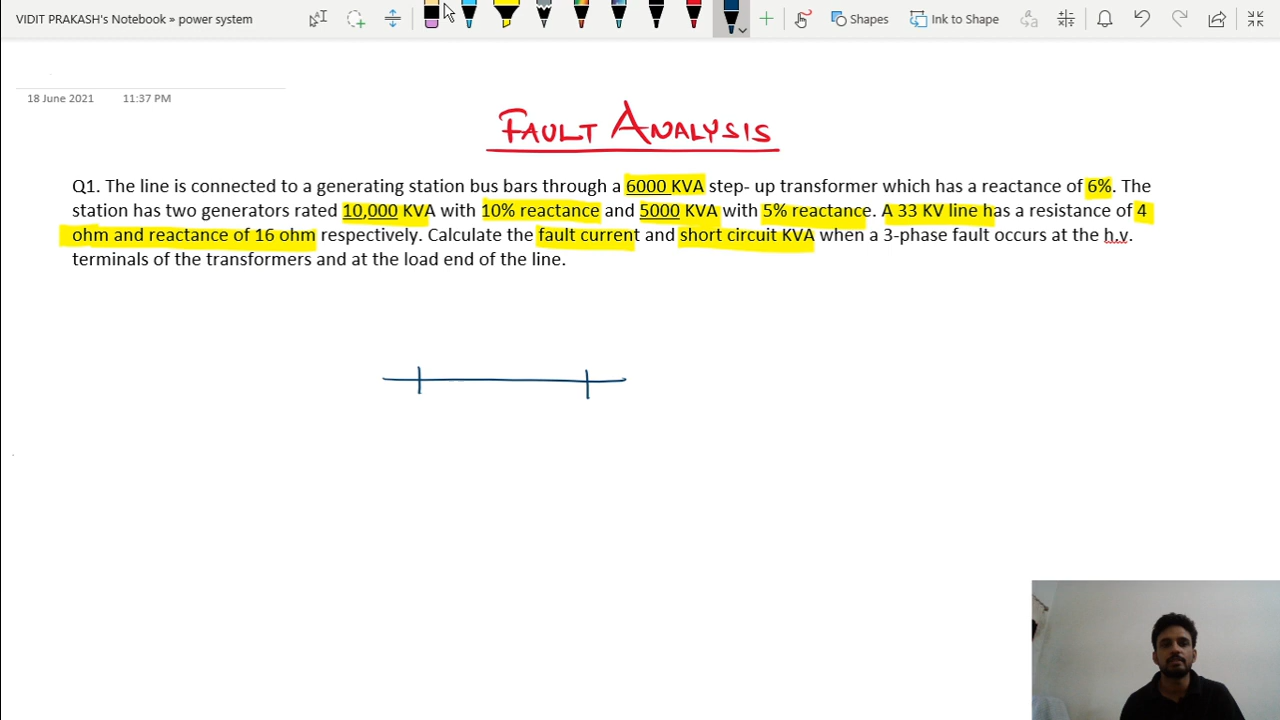 VIDIT PRAKASH's Notebook » power system
Shapes
Ink to Shape
18 June 2021 11:37 PM
FAULT ANALYSIS
Q1. The line is connected to a generating station bus bars through a 6000 KVA step- up transformer which has a reactance of 6%. The
station has two generators rated 10,000 KVA with 10% reactance and 5000 KVA with 5% reactance. A 33 KV line has a resistance of 4
ohm and reactance of 16 ohm respectively. Calculate the fault current and short circuit KVA when a 3-phase fault occurs at the h.v.
terminals of the transformers and at the load end of the line.